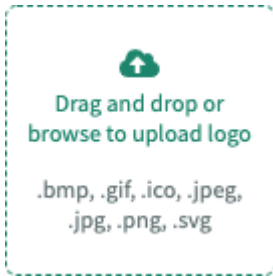 Drag and drop or
browse to upload logo
.bmp, .gif, .ico, .jpeg,
.jpg, .png, .svg